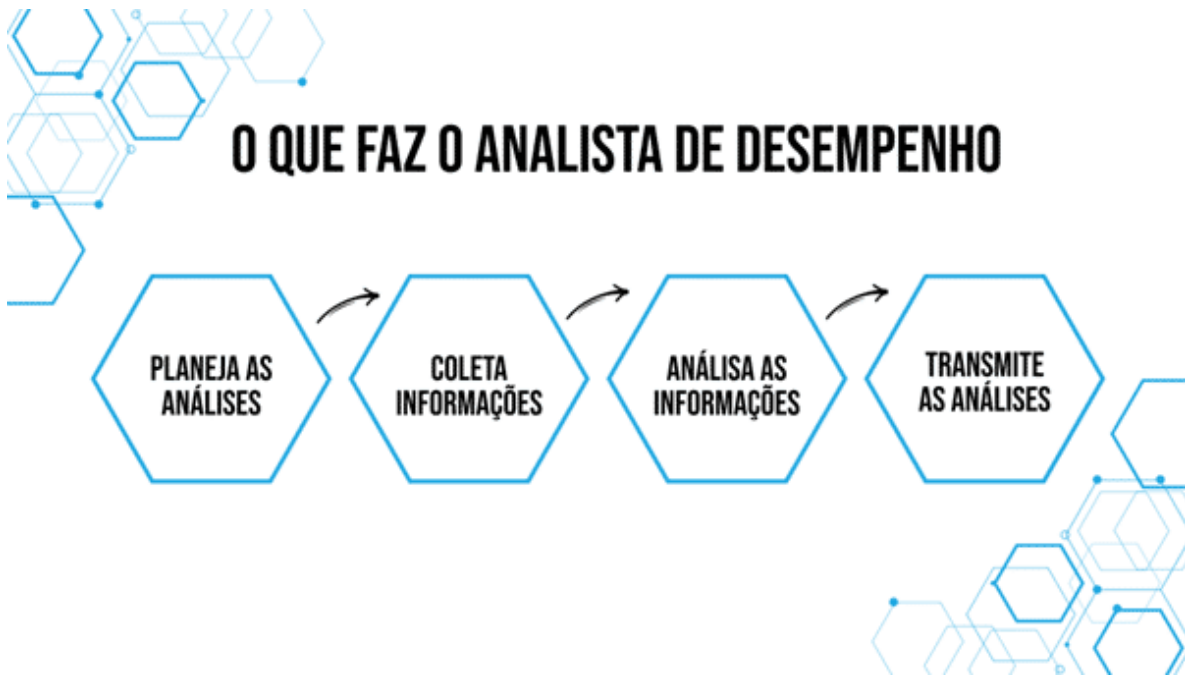 O QUE FAZ O ANALISTA DE DESEMPENHO
PLANEJA AS
ANÁLISES
COLETA
INFORMAÇÕES
ANÁLISA AS
INFORMAÇÕES
TRANSMITE
AS ANÁLISES